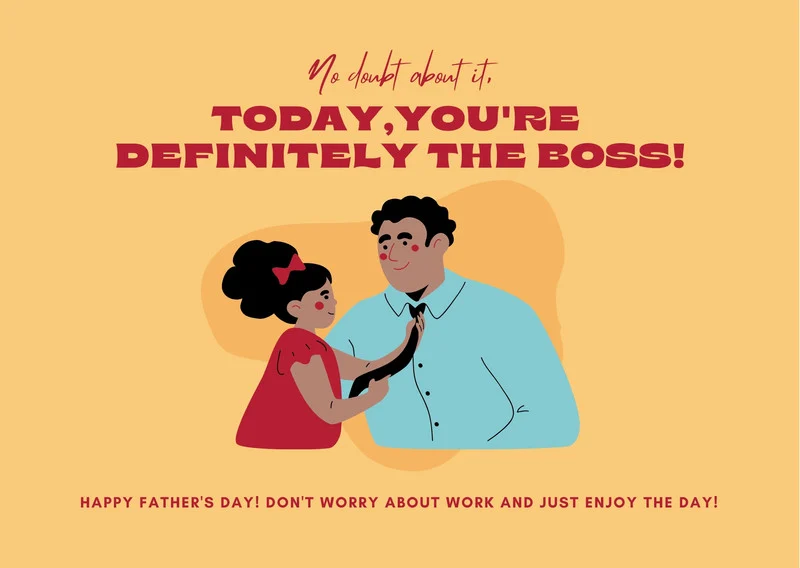 No doubt about it,
TODAY,YOU'RE
DEFINITELY THE BOSS!
HAPPY FATHER'S DAY! DON'T WORRY ABOUT WORK AND JUST ENJOY THE DAY!